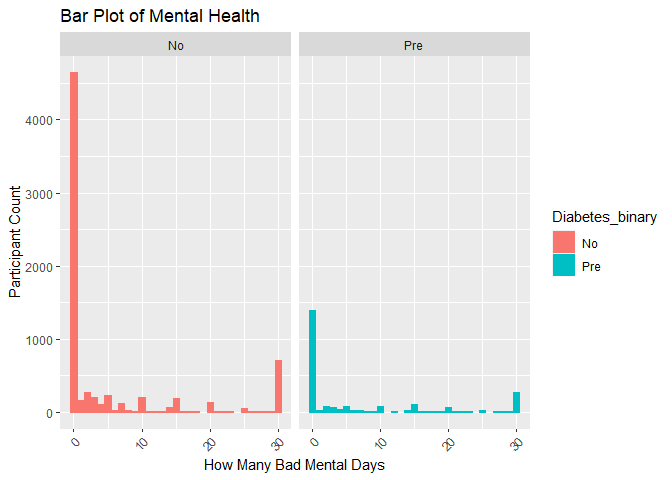 Bar Plot of Mental Health
No
Pre
Participant Count
4000
3000
2000
1000
0
0
10
20
30
0
10
20
30
How Many Bad Mental Days
Diabetes_binary
No
Pre